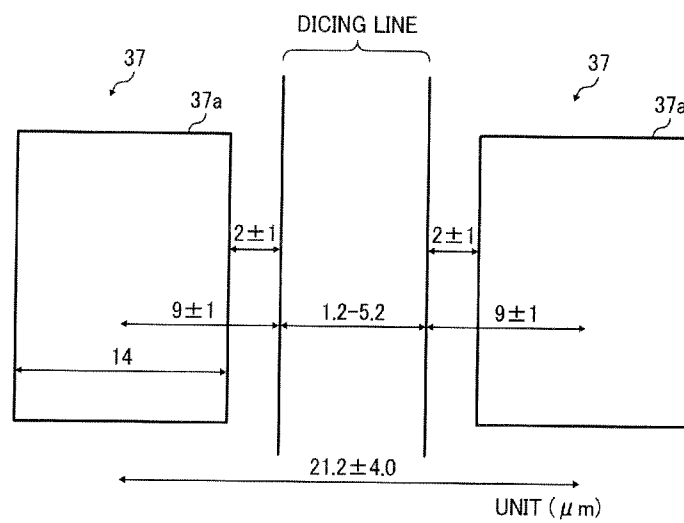 DICING LINE
37
37
37a
37a
2±1
2±1
9±1
1.2-5.2
9±1
14
21.2±4.0
UNIT (μm)